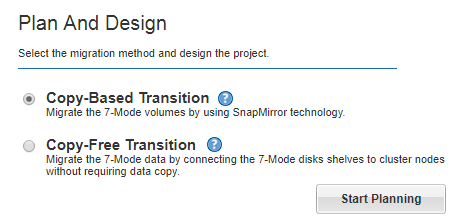 Plan And Design
Select the migration method and design the project.
Copy-Based Transition ?
Migrate the 7-Mode volumes by using SnapMirror technology.
Copy-Free Transition ?
Migrate the 7-Mode data by connecting the 7-Mode disks shelves to cluster nodes
without requiring data copy.
Start Planning